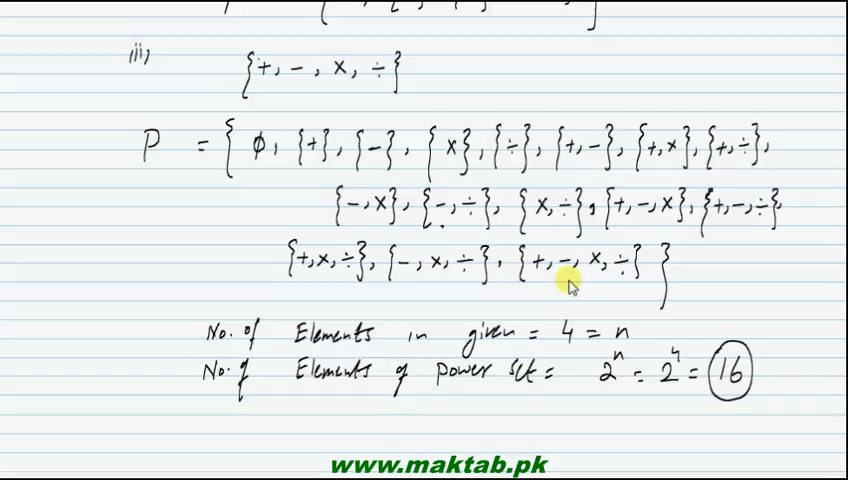 iii, {+, -, x, ÷}
P = { ϕ, {+}, {-}, {x}, {÷}, {+, -}, {+, x}, {+, ÷},
{-, x}, {-, ÷}, {x, ÷}, {+, -, x}, {+, -, ÷},
{+, x, ÷}, {-, x, ÷}, {+, -, x, ÷} }
No. of Elements in given = 4 = n
No. of Elements of power set = 2ⁿ = 2⁴ = 16
www.maktab.pk